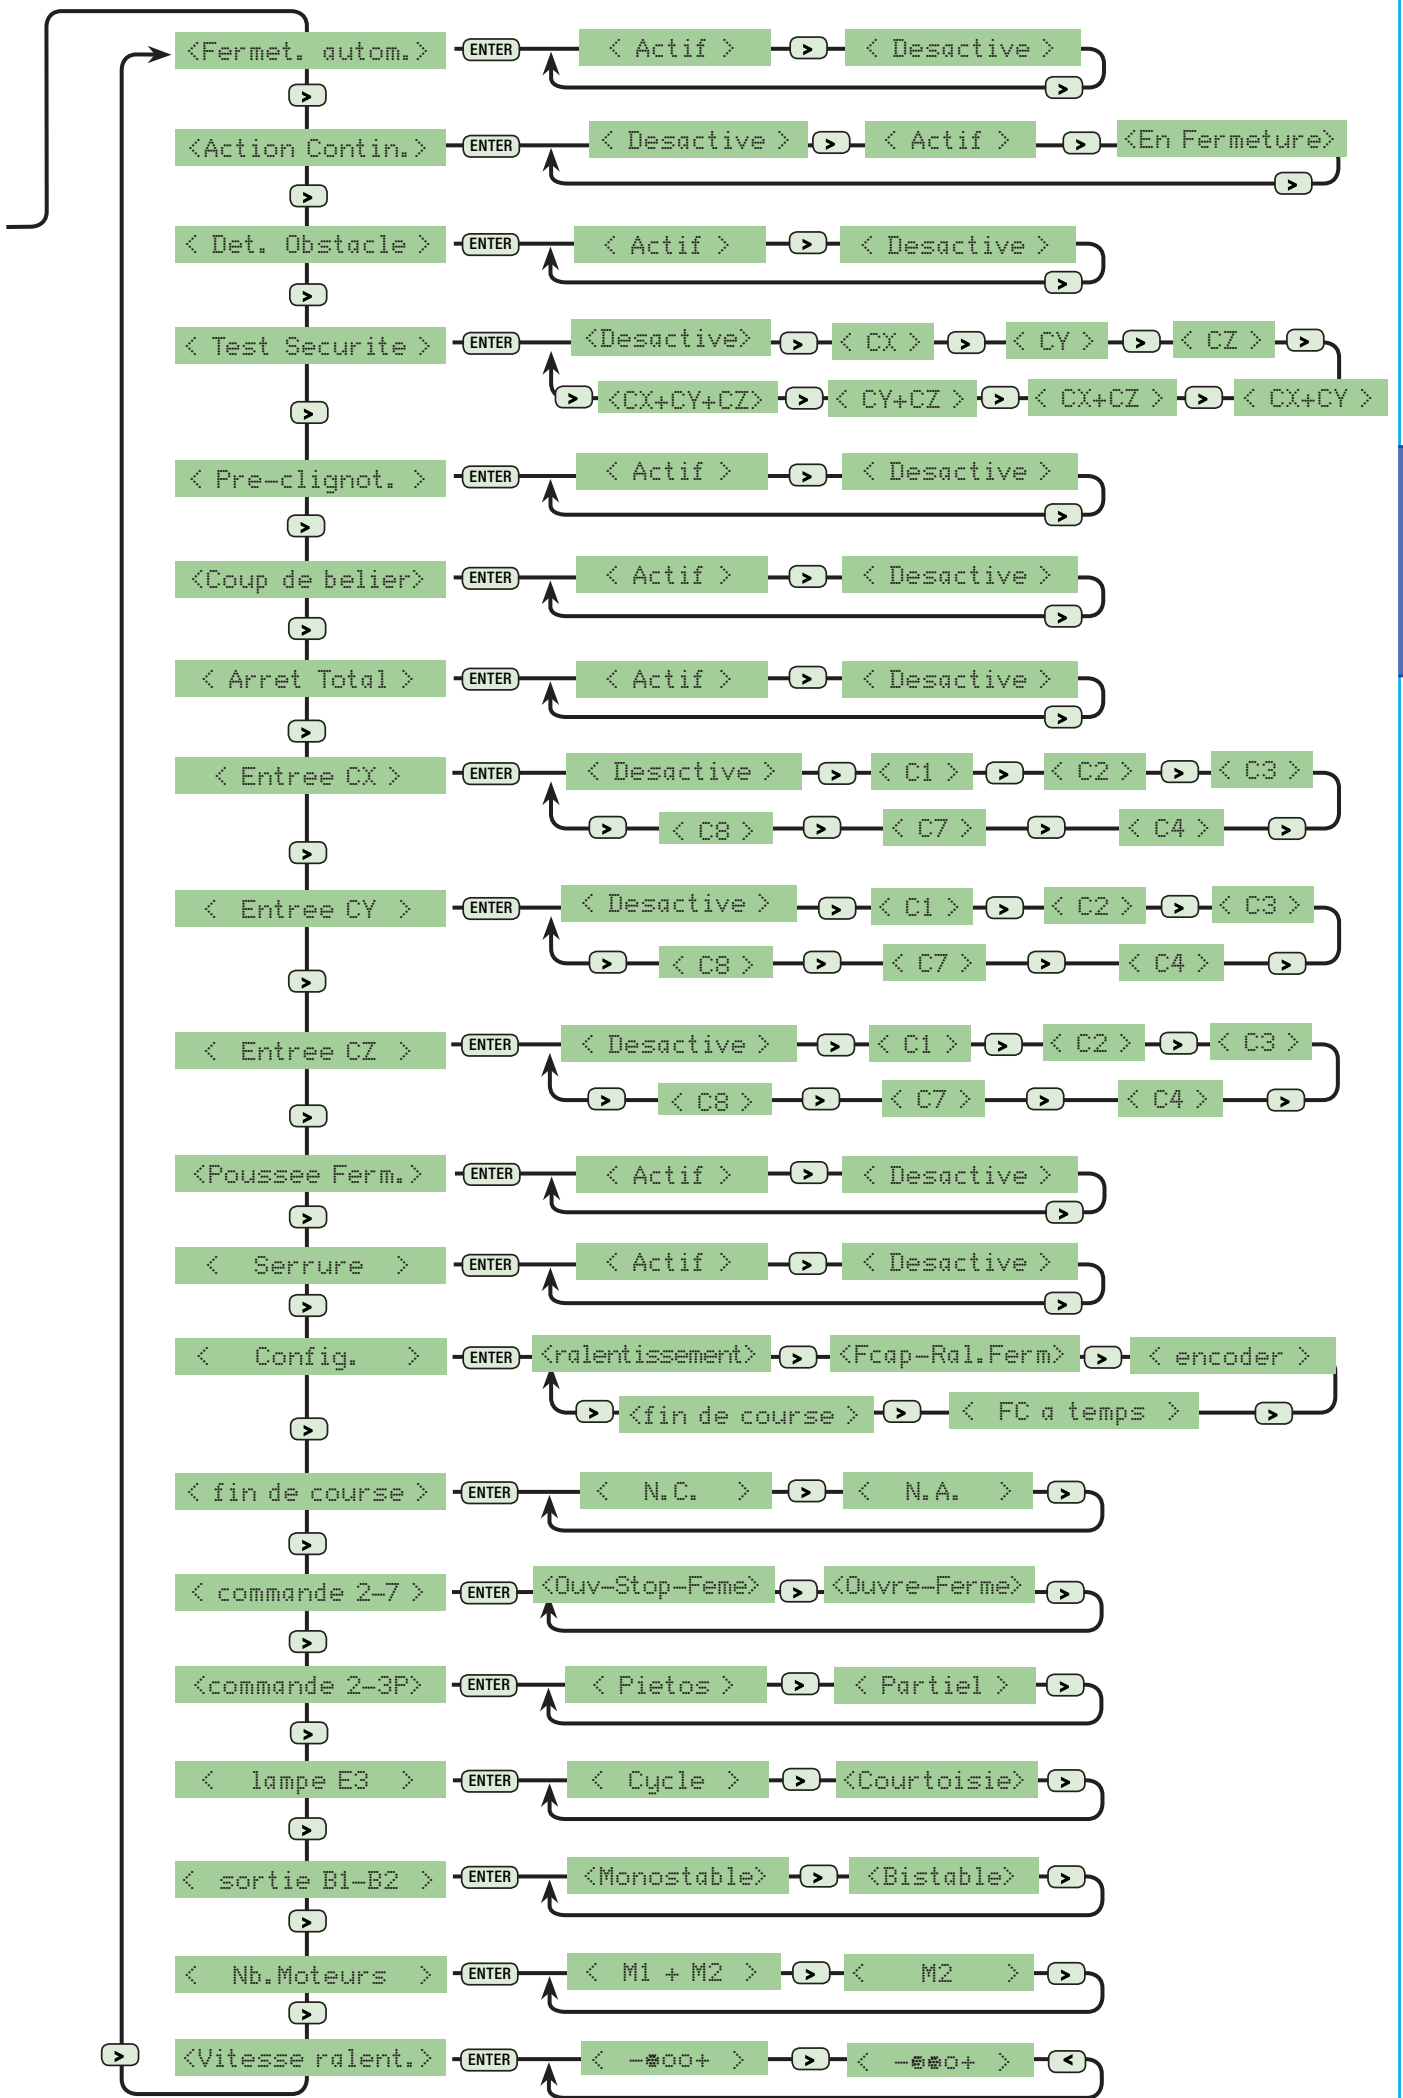 <Fermet. autom.> ENTER < Actif > > < Desactive >
>
>
<Action Contin.> ENTER < Desactive > > < Actif > > <En Fermeture>
>
>
< Det. Obstacle > ENTER < Actif > > < Desactive >
>
>
< Test Securite > ENTER <Desactive> > < CX > > < CY > > < CZ > >
> <CX+CY+CZ> > < CY+CZ > > < CX+CZ > > < CX+CY >
>
< Pre-clignot. > ENTER < Actif > > < Desactive >
>
>
<Coup de belier> ENTER < Actif > > < Desactive >
>
>
< Arret Total > ENTER < Actif > > < Desactive >
>
>
< Entree CX > ENTER < Desactive > > < C1 > > < C2 > > < C3 >
> < C8 > > < C7 > > < C4 > >
>
< Entree CY > ENTER < Desactive > > < C1 > > < C2 > > < C3 >
> < C8 > > < C7 > > < C4 > >
>
< Entree CZ > ENTER < Desactive > > < C1 > > < C2 > > < C3 >
> < C8 > > < C7 > > < C4 > >
>
<Poussee Ferm.> ENTER < Actif > > < Desactive >
>
>
< Serrure > ENTER < Actif > > < Desactive >
>
>
< Config. > ENTER <ralentissement> > <Fcap-Ral.Ferm> > < encoder >
> <fin de course > > < FC a temps > >
>
< fin de course > ENTER < N.C. > > < N.A. > >
>
< commande 2-7 > ENTER <Ouv-Stop-Feme> > <Ouvre-Ferme> >
>
<commande 2-3P> ENTER < Pietos > > < Partiel > >
>
< lampe E3 > ENTER < Cycle > > <Courtoisie> >
>
< sortie B1-B2 > ENTER <Monostable> > <Bistable> >
>
< Nb.Moteurs > ENTER < M1 + M2 > > < M2 > >
>
> <Vitesse ralent.> ENTER < -●oo+ > > < -●●o+ > <